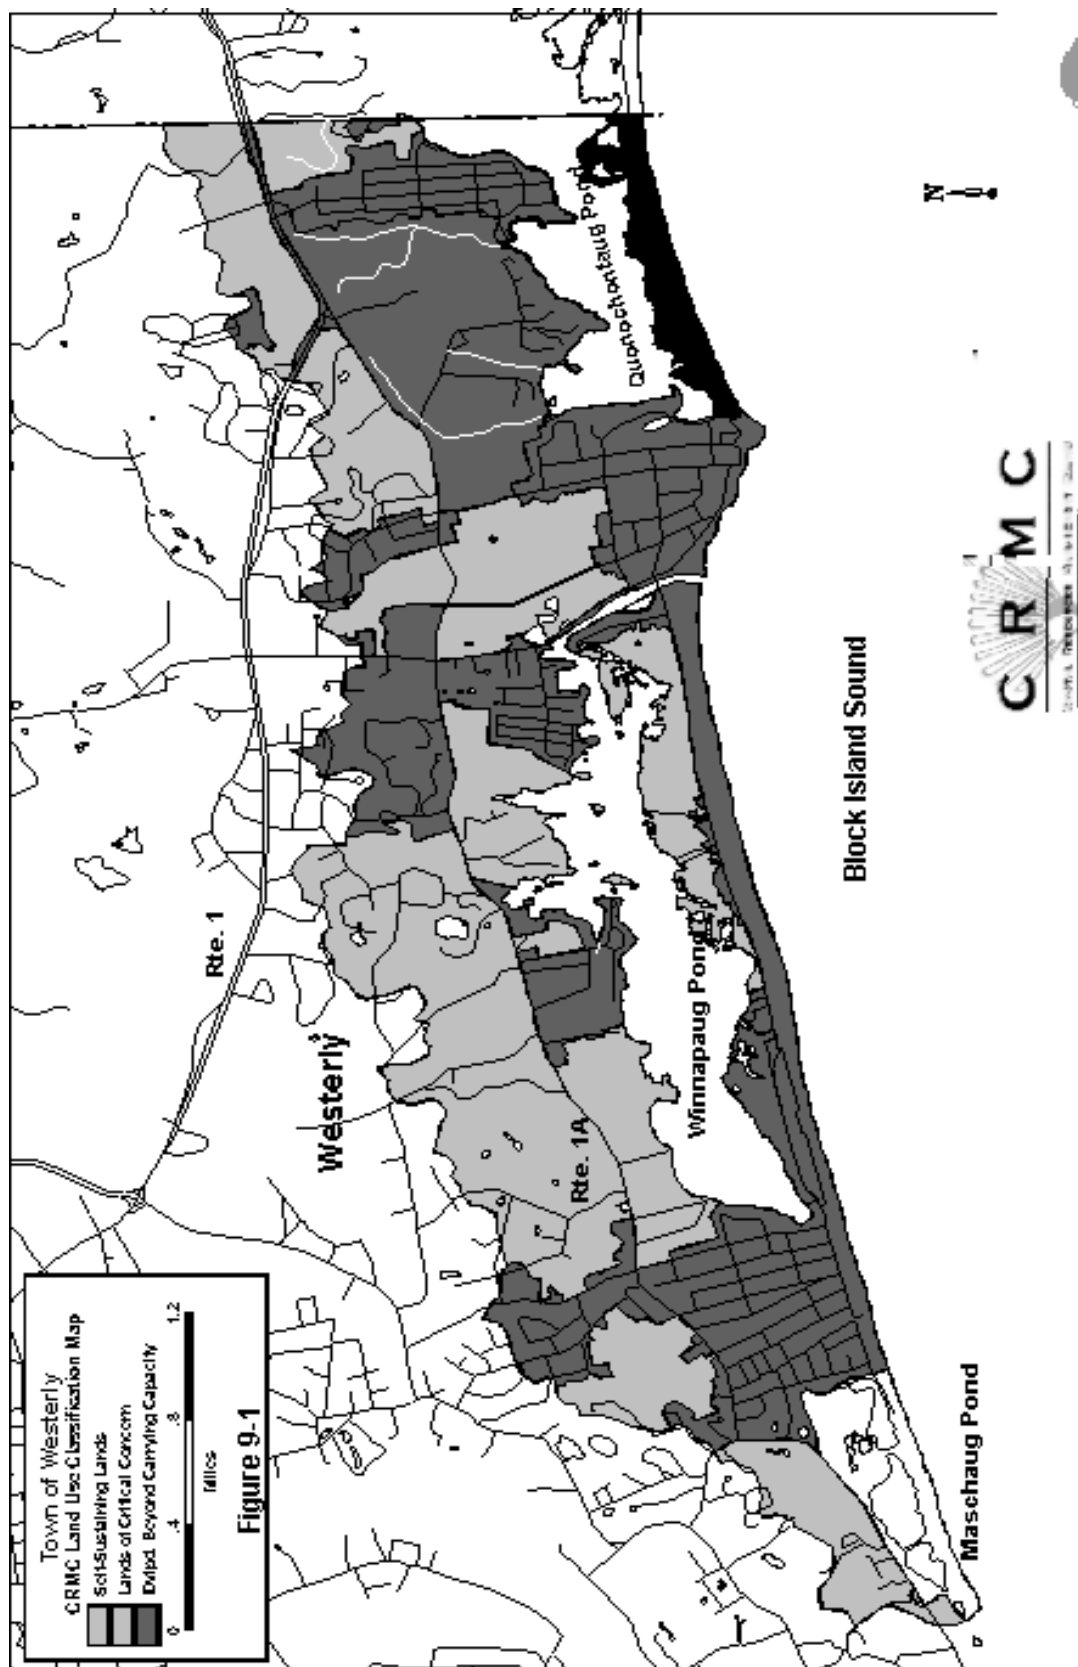 Town of Westerly
CRMC Land Use Classification Map
Self-Sustaining Lands
Lands of Critical Concern
Dvlpd. Beyond Carrying Capacity
0 .4 .8 1.2
Miles
Figure 9-1
Rte. 1
Westerly
Rte. 1A
Quonochontaug Pond
Winnapaug Pond
Block Island Sound
Maschaug Pond
N
C R M C